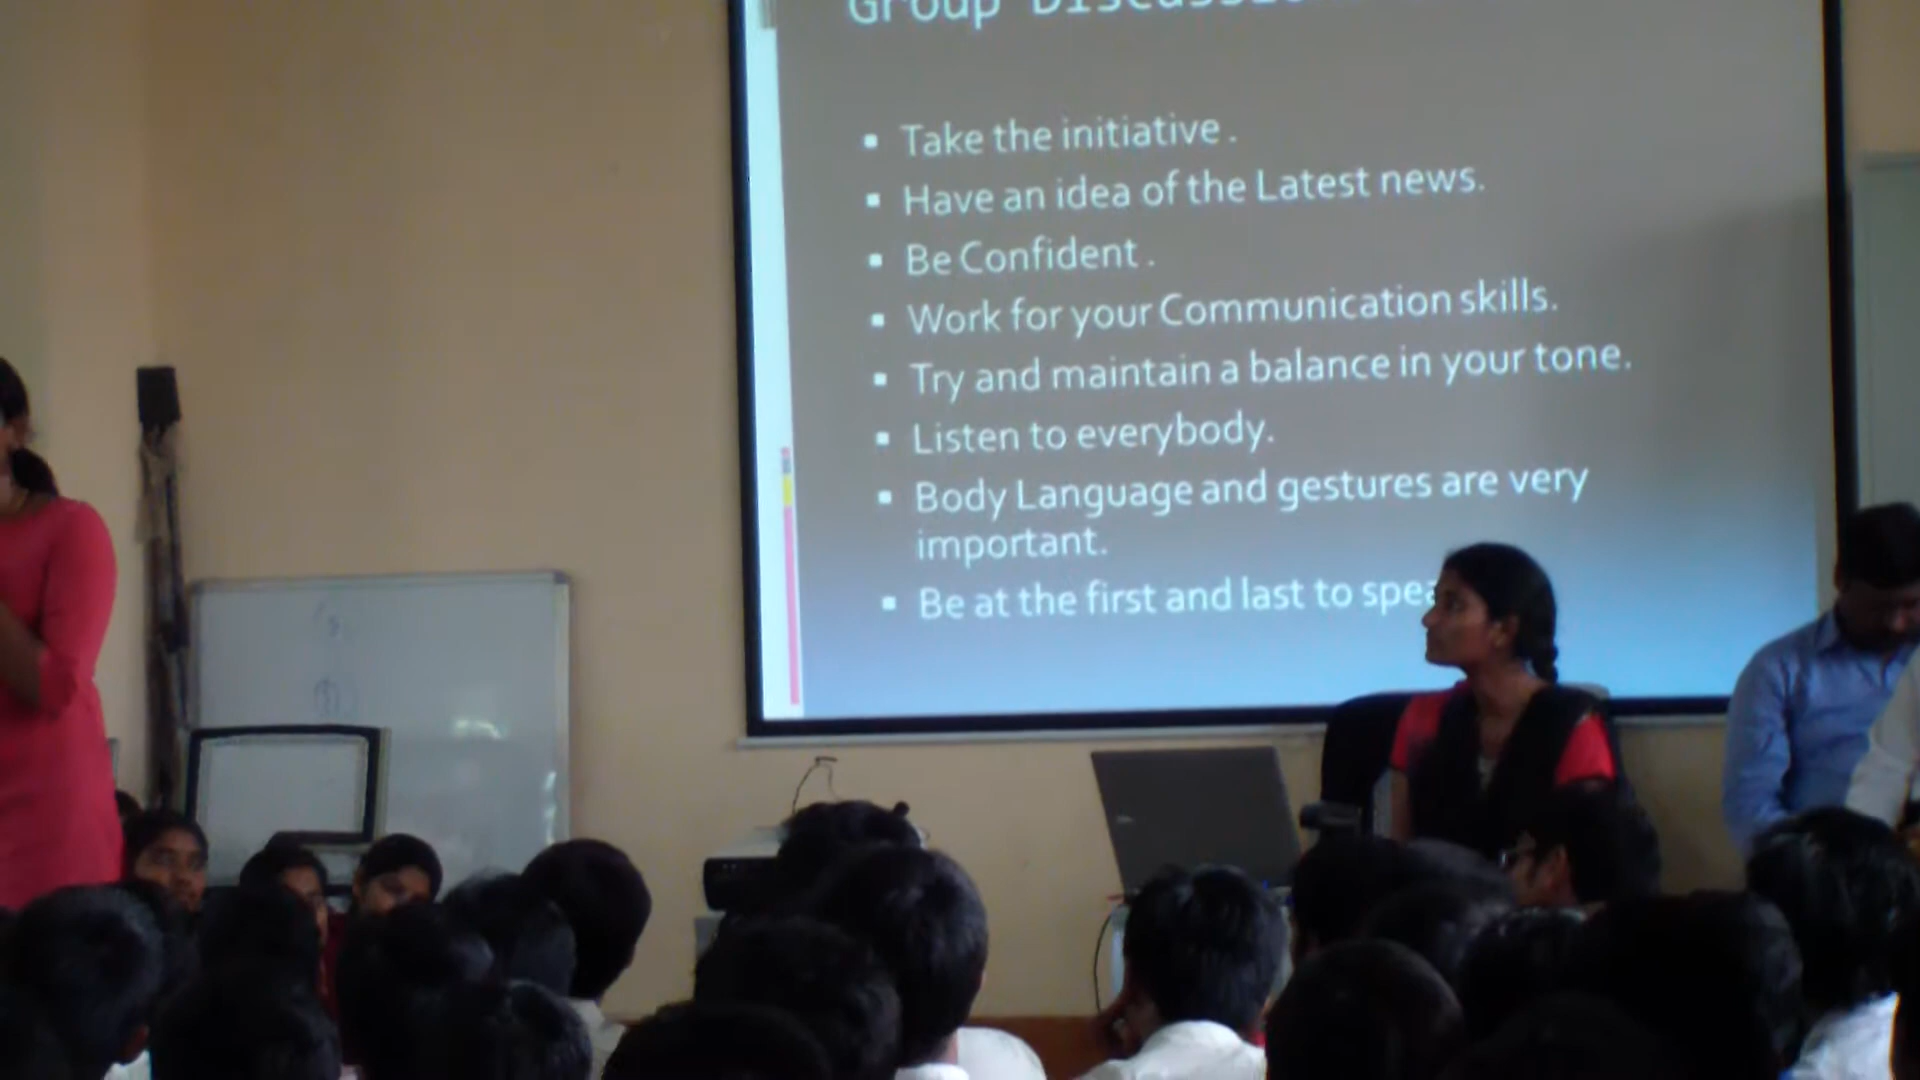 Group
Take the initiative .
Have an idea of the Latest news.
Be Confident .
Work for your Communication skills.
Try and maintain a balance in your tone.
Listen to everybody.
Body Language and gestures are very
important.
Be at the first and last to